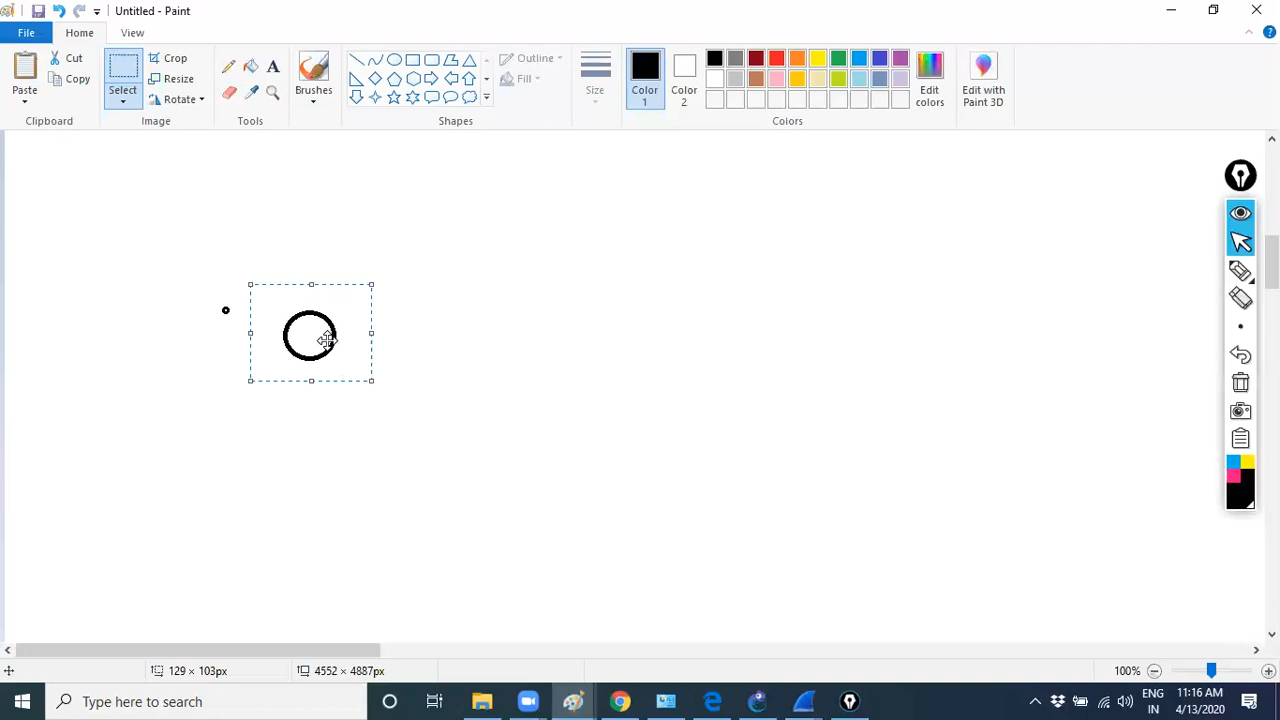 Untitled - Paint
File
Home
View
Paste
Cut
Copy
Clipboard
Select
Crop
Resize
Rotate
Image
A
Tools
Brushes
Shapes
Outline
Fill
Size
Color
1
Color
2
Edit
colors
Colors
Edit with
Paint 3D
129 × 103px
4552 × 4887px
100%
Type here to search
ENG
IN
11:16 AM
4/13/2020